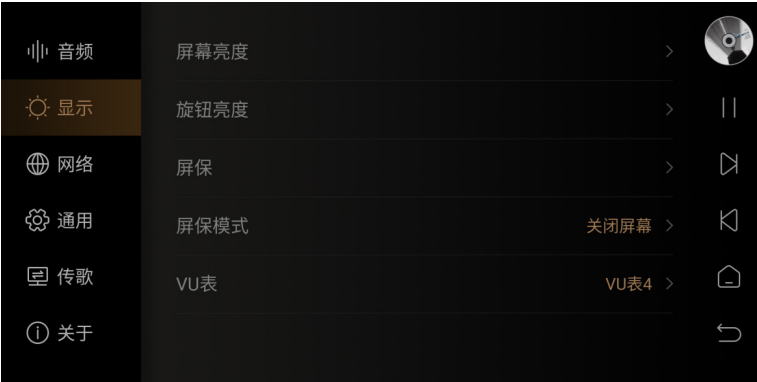 音频
显示
网络
通用
传歌
关于
屏幕亮度
旋钮亮度
屏保
屏保模式 关闭屏幕
VU表 VU表4